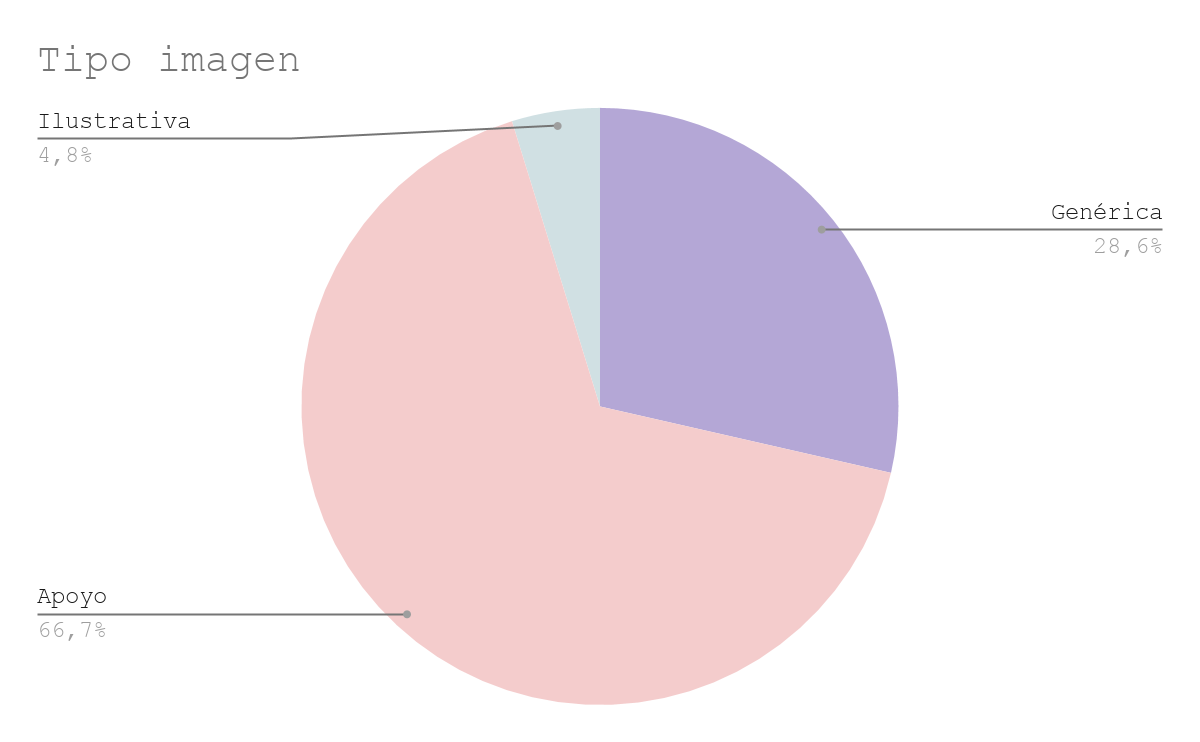 Tipo imagen
Ilustrativa
4,8%
Genérica
28,6%
Apoyo
66,7%